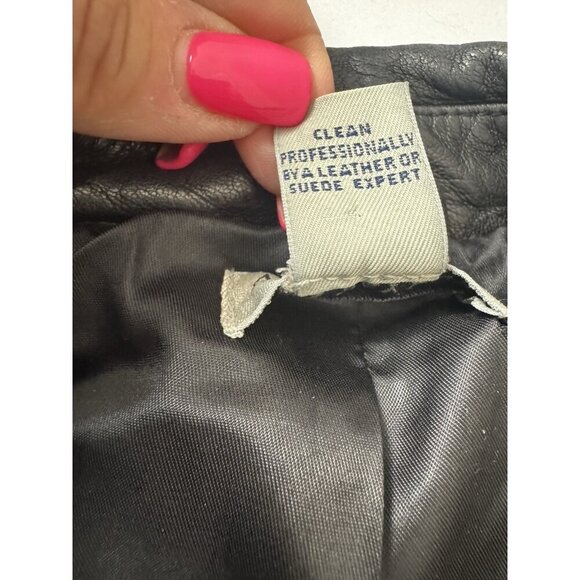 CLEAN
PROFESSIONALLY
BY A LEATHER OR
SUEDE EXPERT